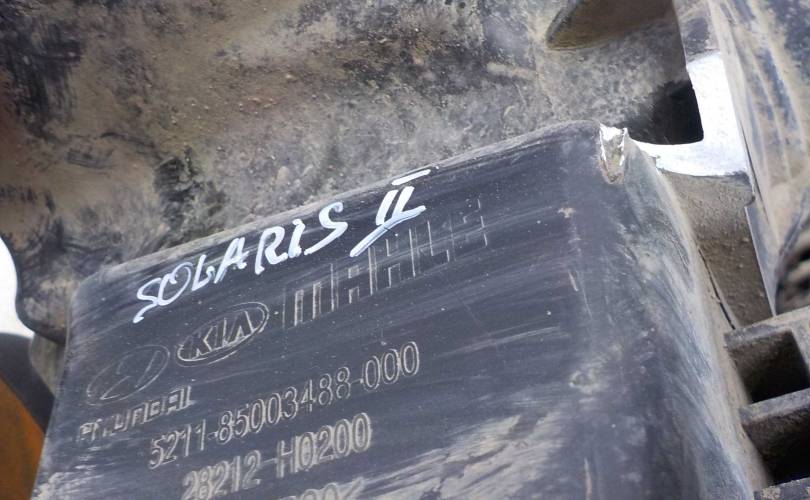 SOLARIS II
KIA MAHLE
HYUNDAI
5211-85003488-000
28212-H0200